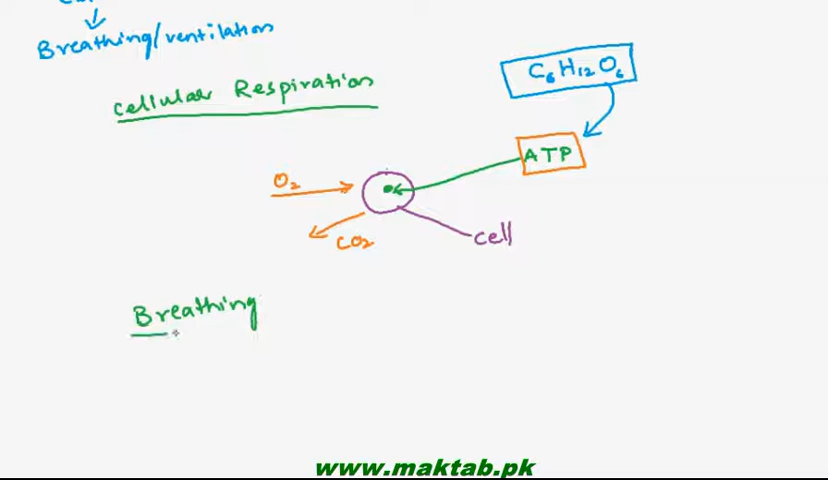 Breathing/ventilation
Cellular Respiration
C6H12O6
ATP
O2
CO2
cell
Breathing
www.maktab.pk